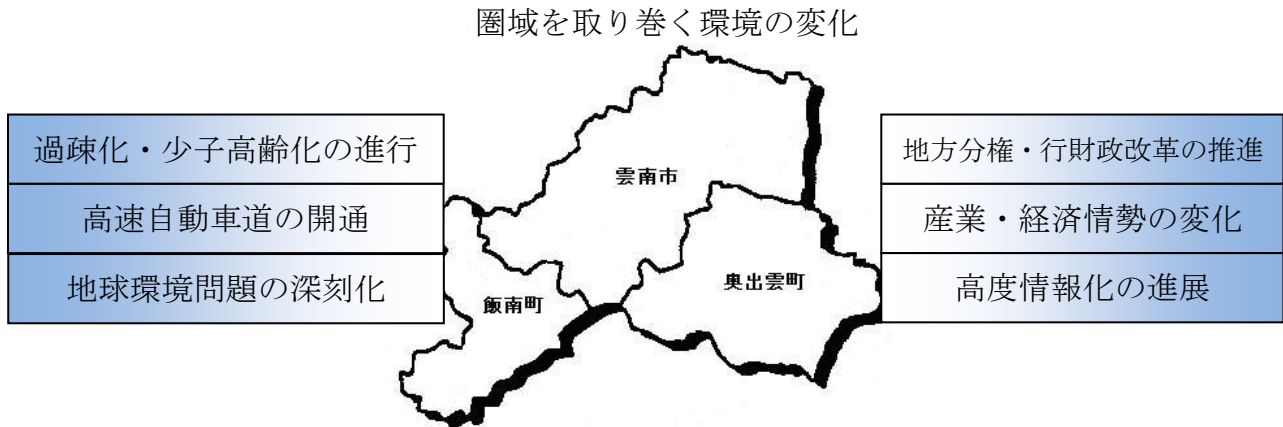 圏域を取り巻く環境の変化
過疎化・少子高齢化の進行
高速自動車道の開通
地球環境問題の深刻化
雲南市
奥出雲町
飯南町
地方分権・行財政改革の推進
産業・経済情勢の変化
高度情報化の進展